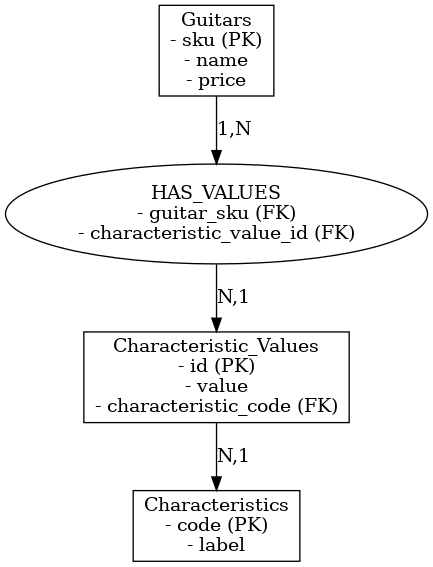 Guitars
- sku (PK)
- name
- price
1,N
HAS_VALUES
- guitar_sku (FK)
- characteristic_value_id (FK)
N,1
Characteristic_Values
- id (PK)
- value
- characteristic_code (FK)
N,1
Characteristics
- code (PK)
- label